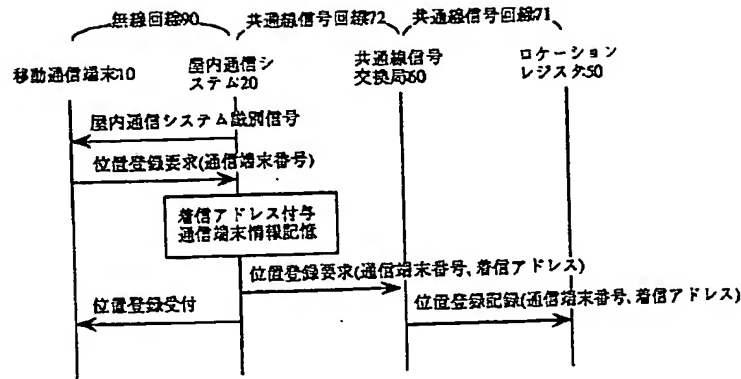 無線回線90
共通線信号回線72
共通線信号回線71
移動通信端末10
屋内通信シ
ステム20
共通線信号
交換局60
ロケーション
レジスタ50
屋内通信システム識別信号
位置登録要求(通信端末番号)
着信アドレス付与
通信端末情報記憶
位置登録要求(通信端末番号、着信アドレス)
位置登録受付
位置登録記録(通信端末番号、着信アドレス)